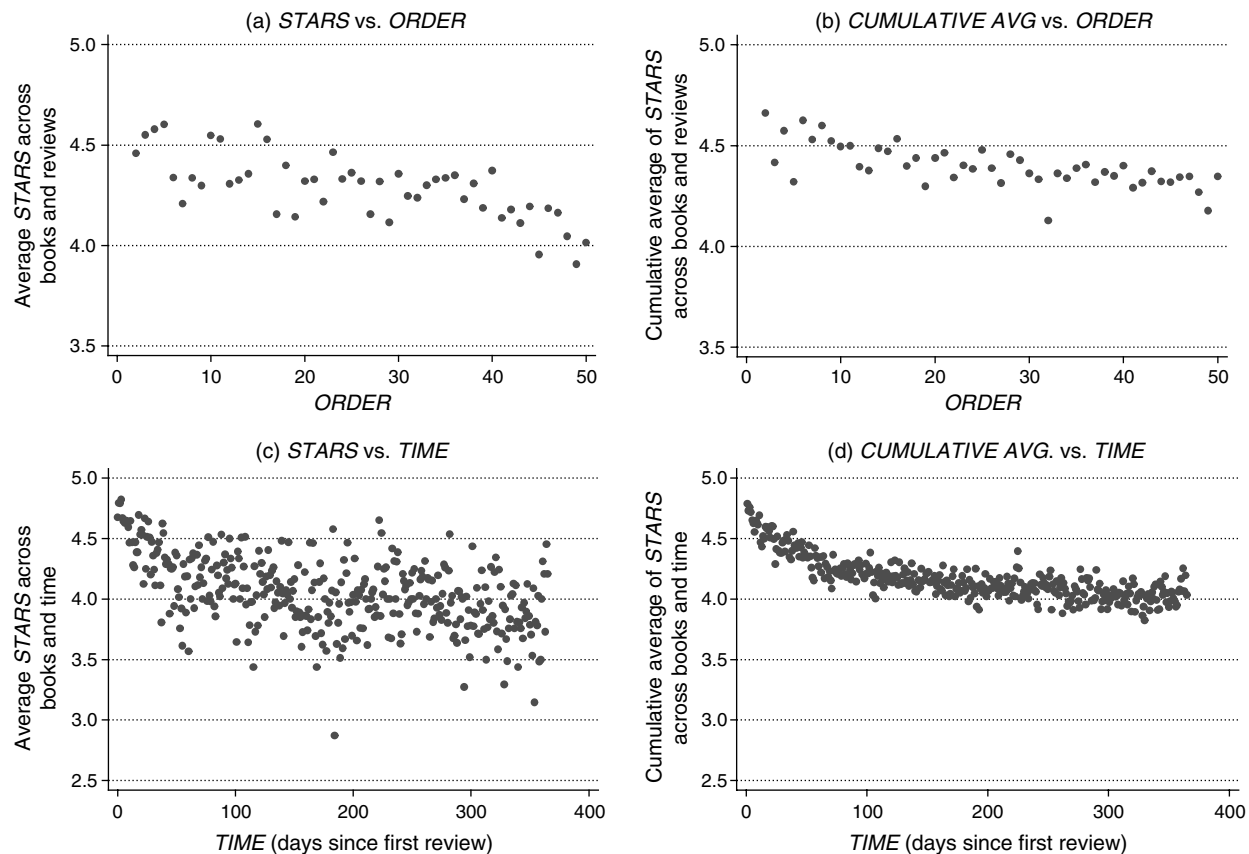 (a) STARS vs. ORDER
Average STARS across
books and reviews
5.0
4.5
4.0
3.5
0 10 20 30 40 50
ORDER
(b) CUMULATIVE AVG vs. ORDER
Cumulative average of STARS
across books and reviews
5.0
4.5
4.0
3.5
0 10 20 30 40 50
ORDER
(c) STARS vs. TIME
Average STARS across
books and time
5.0
4.5
4.0
3.5
3.0
2.5
0 100 200 300 400
TIME (days since first review)
(d) CUMULATIVE AVG. vs. TIME
Cumulative average of STARS
across books and time
5.0
4.5
4.0
3.5
3.0
2.5
0 100 200 300 400
TIME (days since first review)